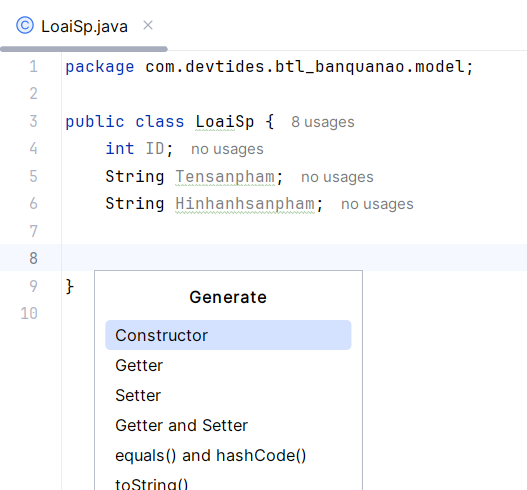 C LoaiSp.java ×
1 package com.devtides.btl_banquanao.model;
2
3 public class LoaiSp { 8 usages
4 int ID; no usages
5 String Tensanpham; no usages
6 String Hinhanhsanpham; no usages
7
8
9 }
10
Generate
Constructor
Getter
Setter
Getter and Setter
equals() and hashCode()
toString()